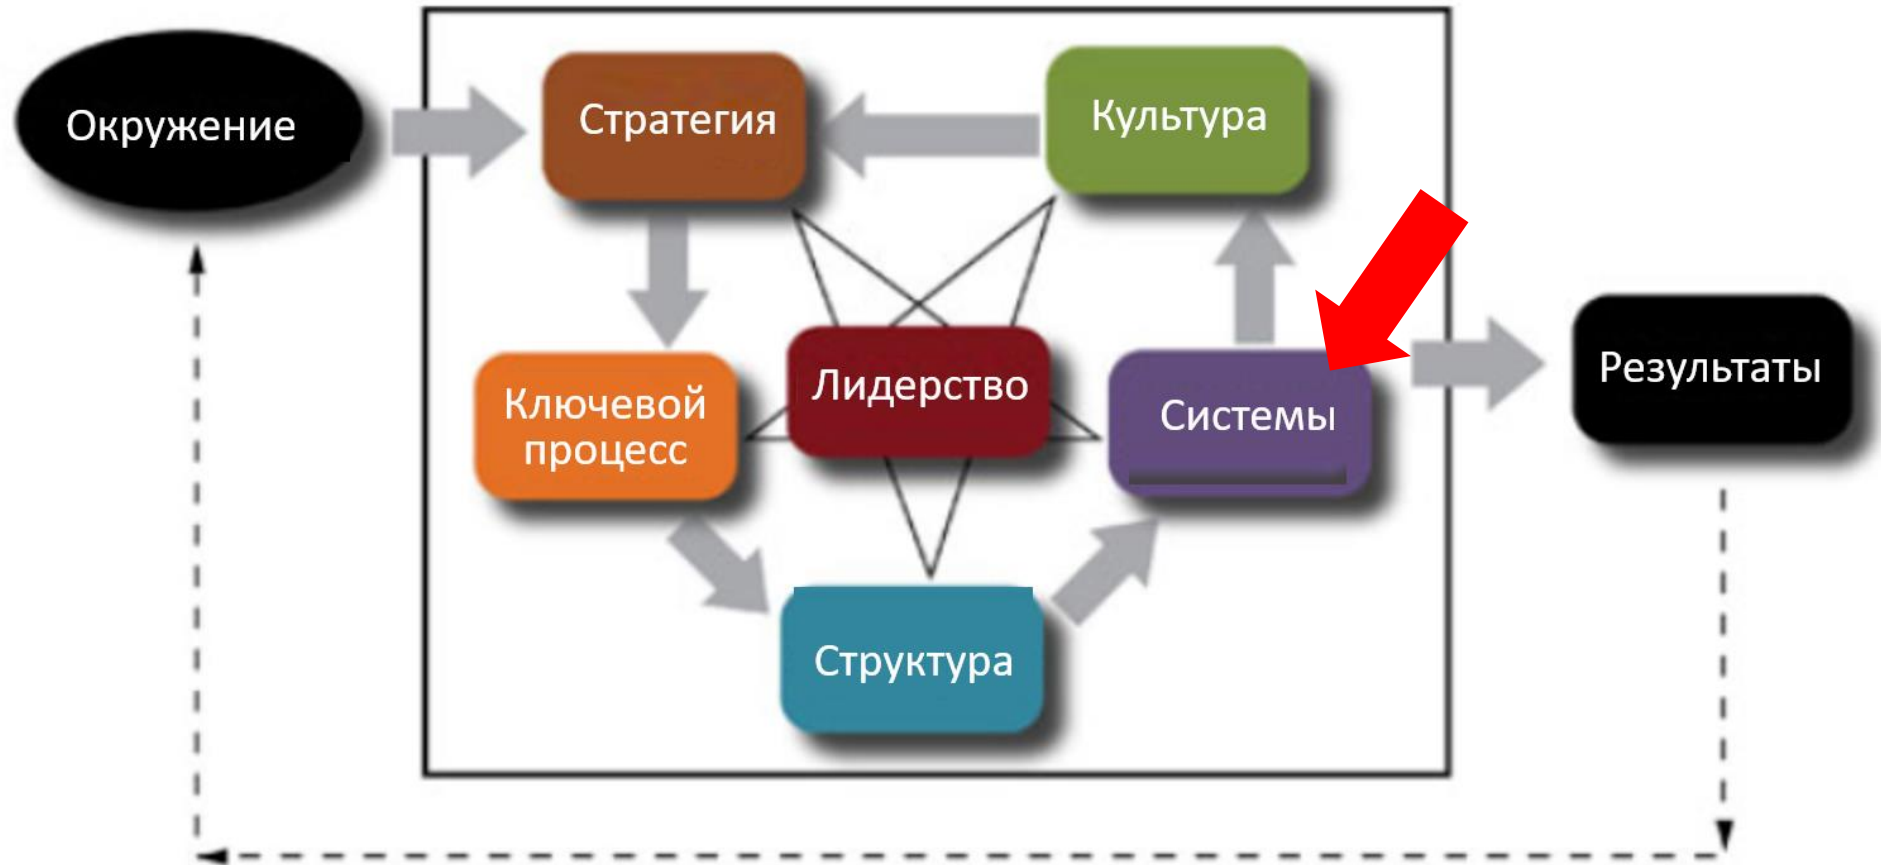 Окружение
Стратегия
Культура
Ключевой
процесс
Лидерство
Системы
Результаты
Структура